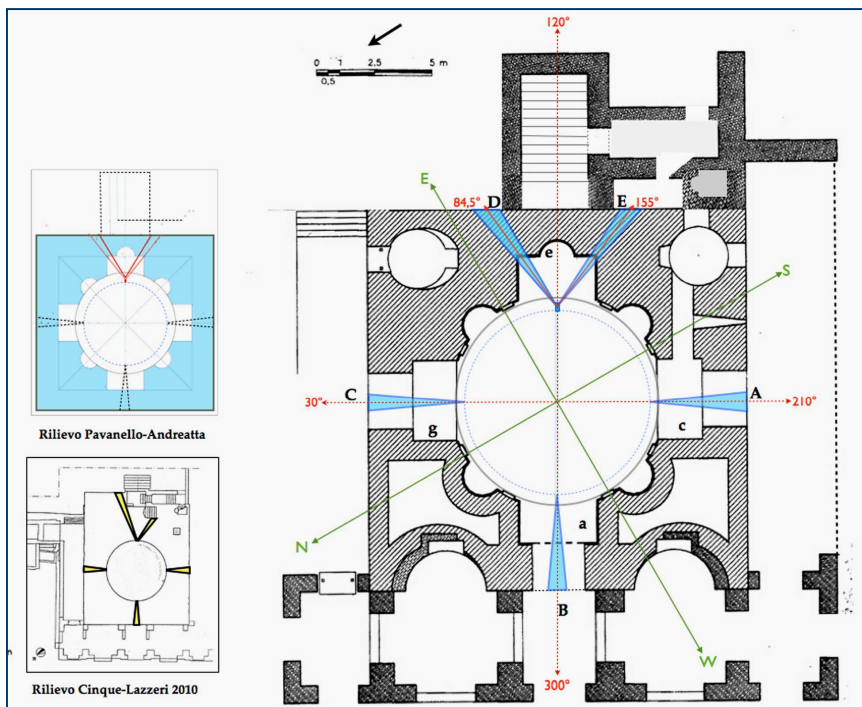 120°
0 1 2,5 5 m
0,5
E
84,5° D E 155°
e
S
C A
30° 210°
g c
Rilievo Pavanello-Andreatta
a
N
B
W
300°
Rilievo Cinque-Lazzeri 2010